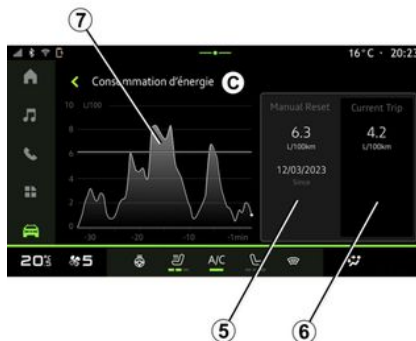 7
16°C · 20:23
Consommation d'énergie
C
10 L/100
8
6
4
2
0
-30 -20 -10 -1min
Manual Reset
6.3
L/100km
12/03/2023
Since
Current Trip
4.2
L/100km
20°5 5 A/C
5 6